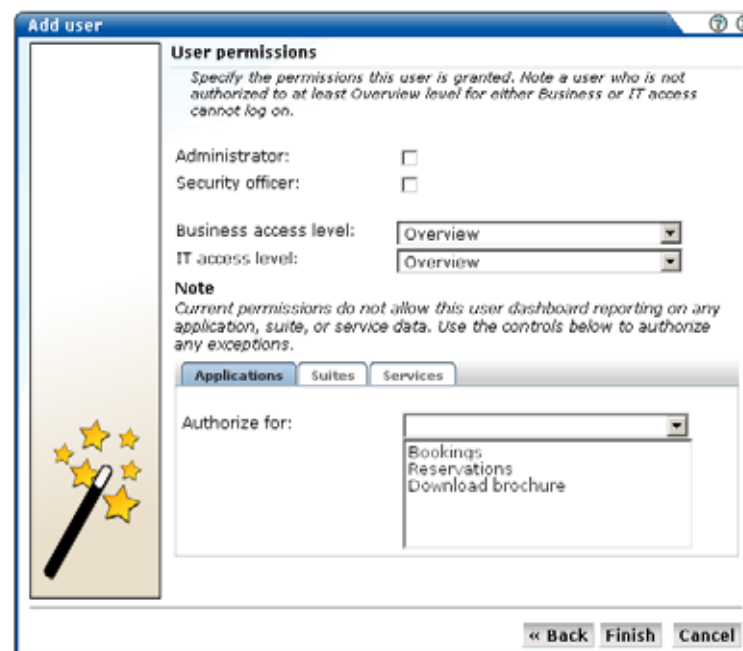 Add user
User permissions
Specify the permissions this user is granted. Note a user who is not
authorized to at least Overview level for either Business or IT access
cannot log on.
Administrator:
Security officer:
Business access level: Overview
IT access level: Overview
Note
Current permissions do not allow this user dashboard reporting on any
application, suite, or service data. Use the controls below to authorize
any exceptions.
Applications Suites Services
Authorize for:
Bookings
Reservations
Download brochure
« Back Finish Cancel